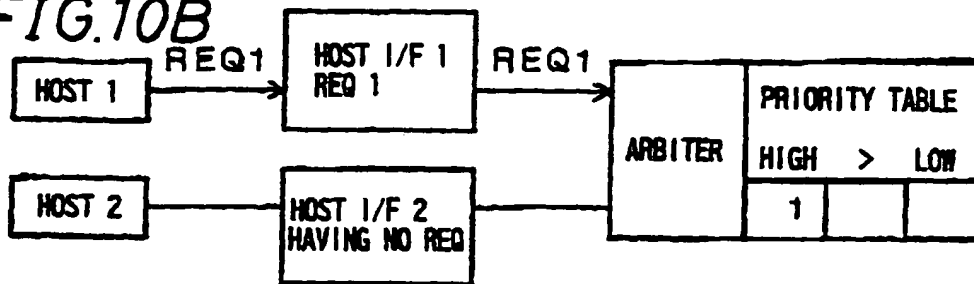 FIG.10B
HOST 1
REQ1
HOST I/F 1
REQ 1
REQ1
ARBITER
PRIORITY TABLE
HIGH > LOW
1
HOST 2
HOST I/F 2
HAVING NO REQ